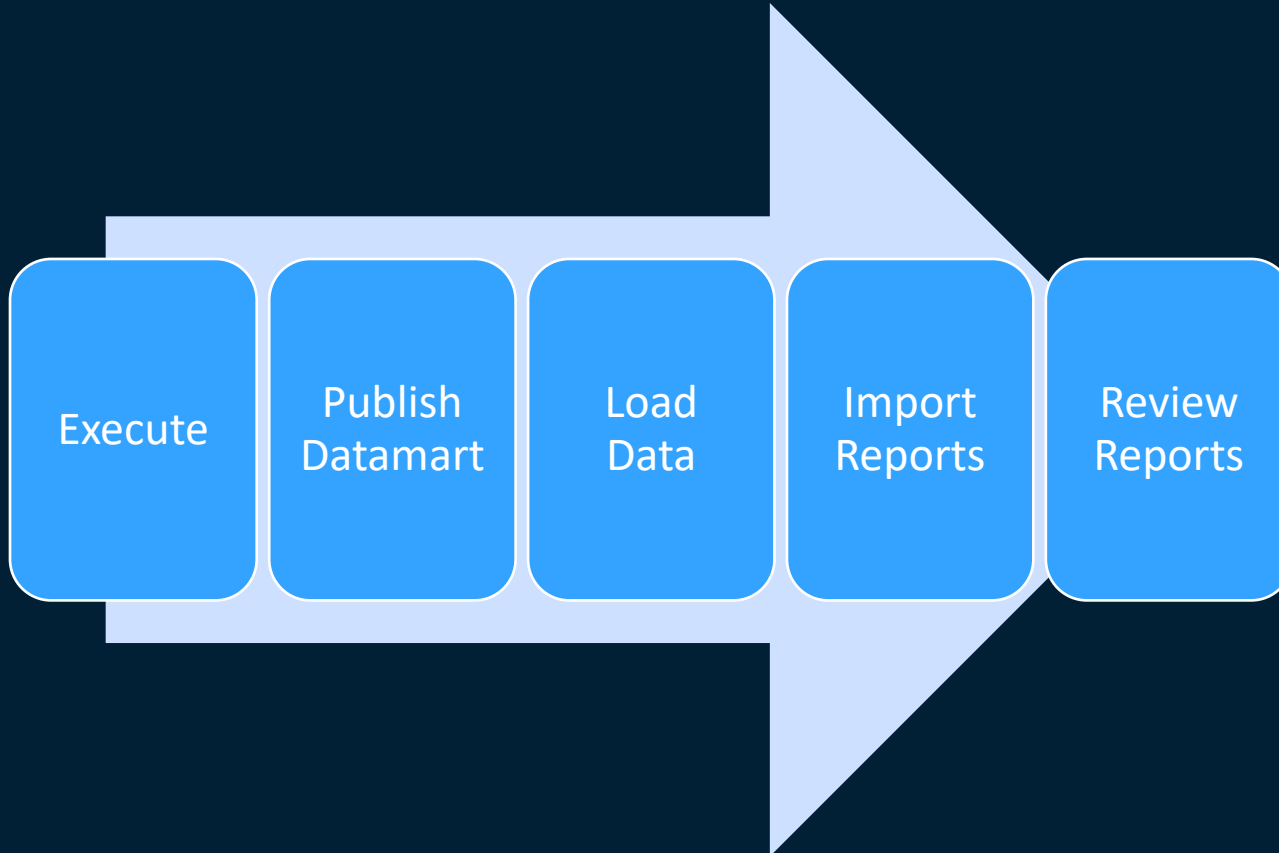 Execute
Publish
Datamart
Load
Data
Import
Reports
Review
Reports